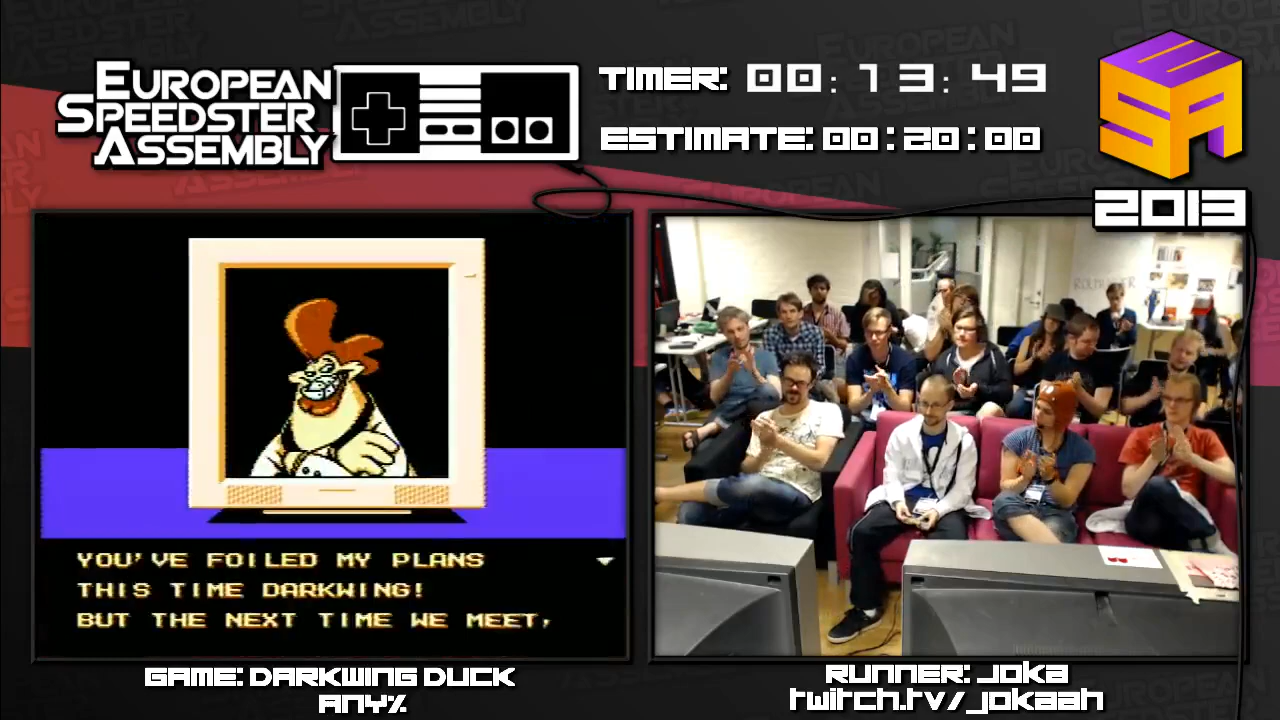 EUROPEAN
SPEEDSTER
ASSEMBLY
TIMER: 00:13:49
ESTIMATE: 00:20:00
ESA
2013
YOU'VE FOILED MY PLANS
THIS TIME DARKWING!
BUT THE NEXT TIME WE MEET,
GAME: DARKWING DUCK
ANY%
RUNNER: JOKA
TWITCH.TV/JOKAAH